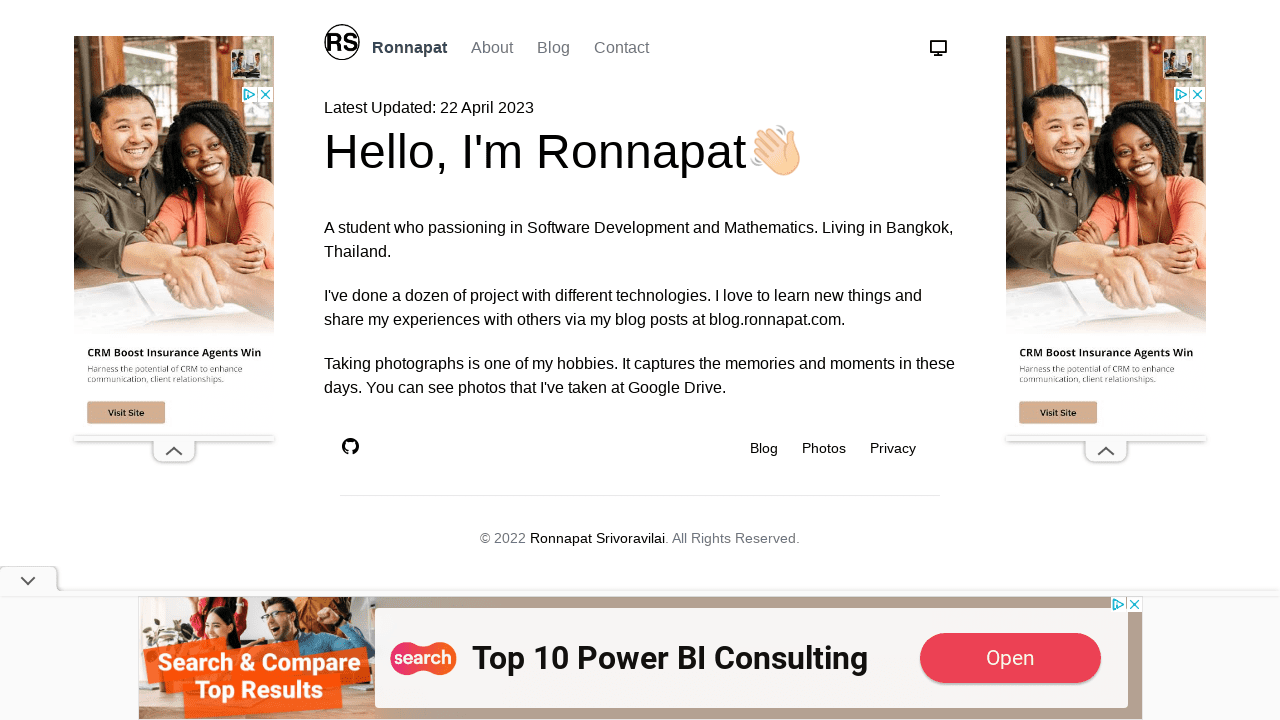 RS Ronnapat About Blog Contact
Latest Updated: 22 April 2023
Hello, I'm Ronnapat👋🏻
A student who passioning in Software Development and Mathematics. Living in Bangkok,
Thailand.
I've done a dozen of project with different technologies. I love to learn new things and
share my experiences with others via my blog posts at blog.ronnapat.com.
Taking photographs is one of my hobbies. It captures the memories and moments in these
days. You can see photos that I've taken at Google Drive.
Blog Photos Privacy
© 2022 Ronnapat Srivoravilai. All Rights Reserved.
CRM Boost Insurance Agents Win
Harness the potential of CRM to enhance
communication, client relationships.
Visit Site
CRM Boost Insurance Agents Win
Harness the potential of CRM to enhance
communication, client relationships.
Visit Site
Search & Compare
Top Results
search
Top 10 Power BI Consulting
Open